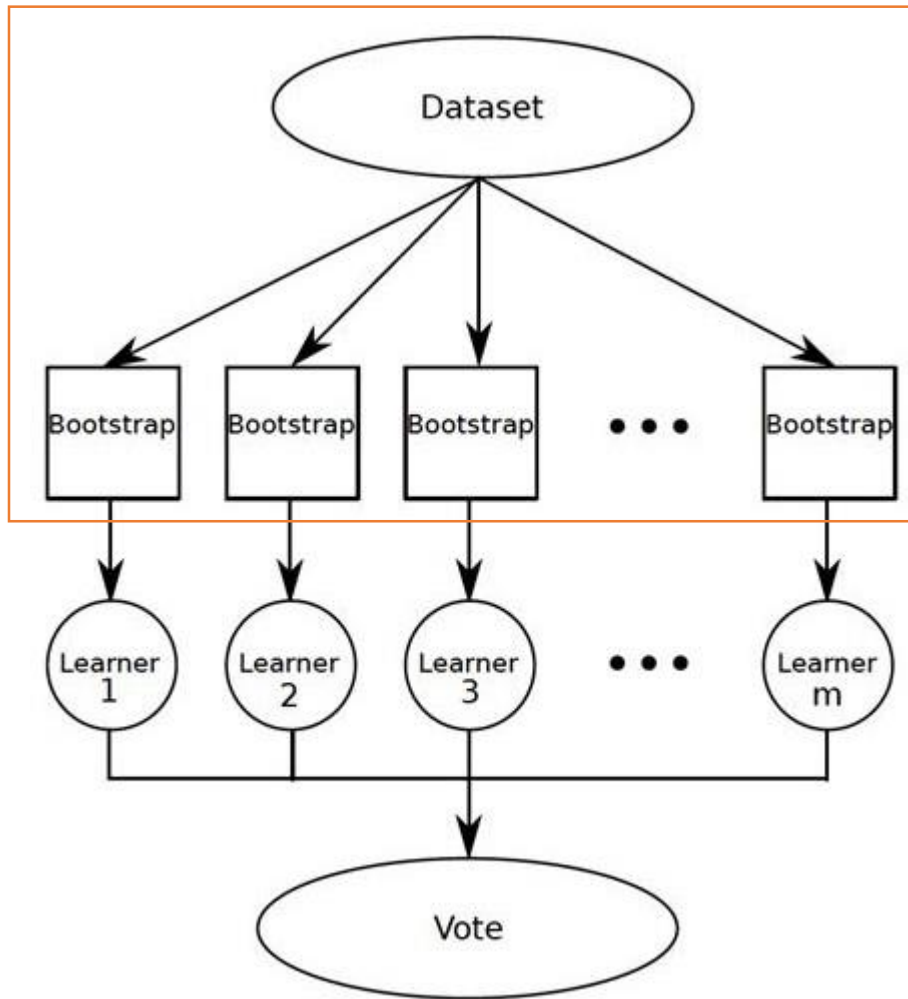 Dataset
Bootstrap Bootstrap Bootstrap Bootstrap
Learner Learner Learner Learner
1 2 3 m
Vote